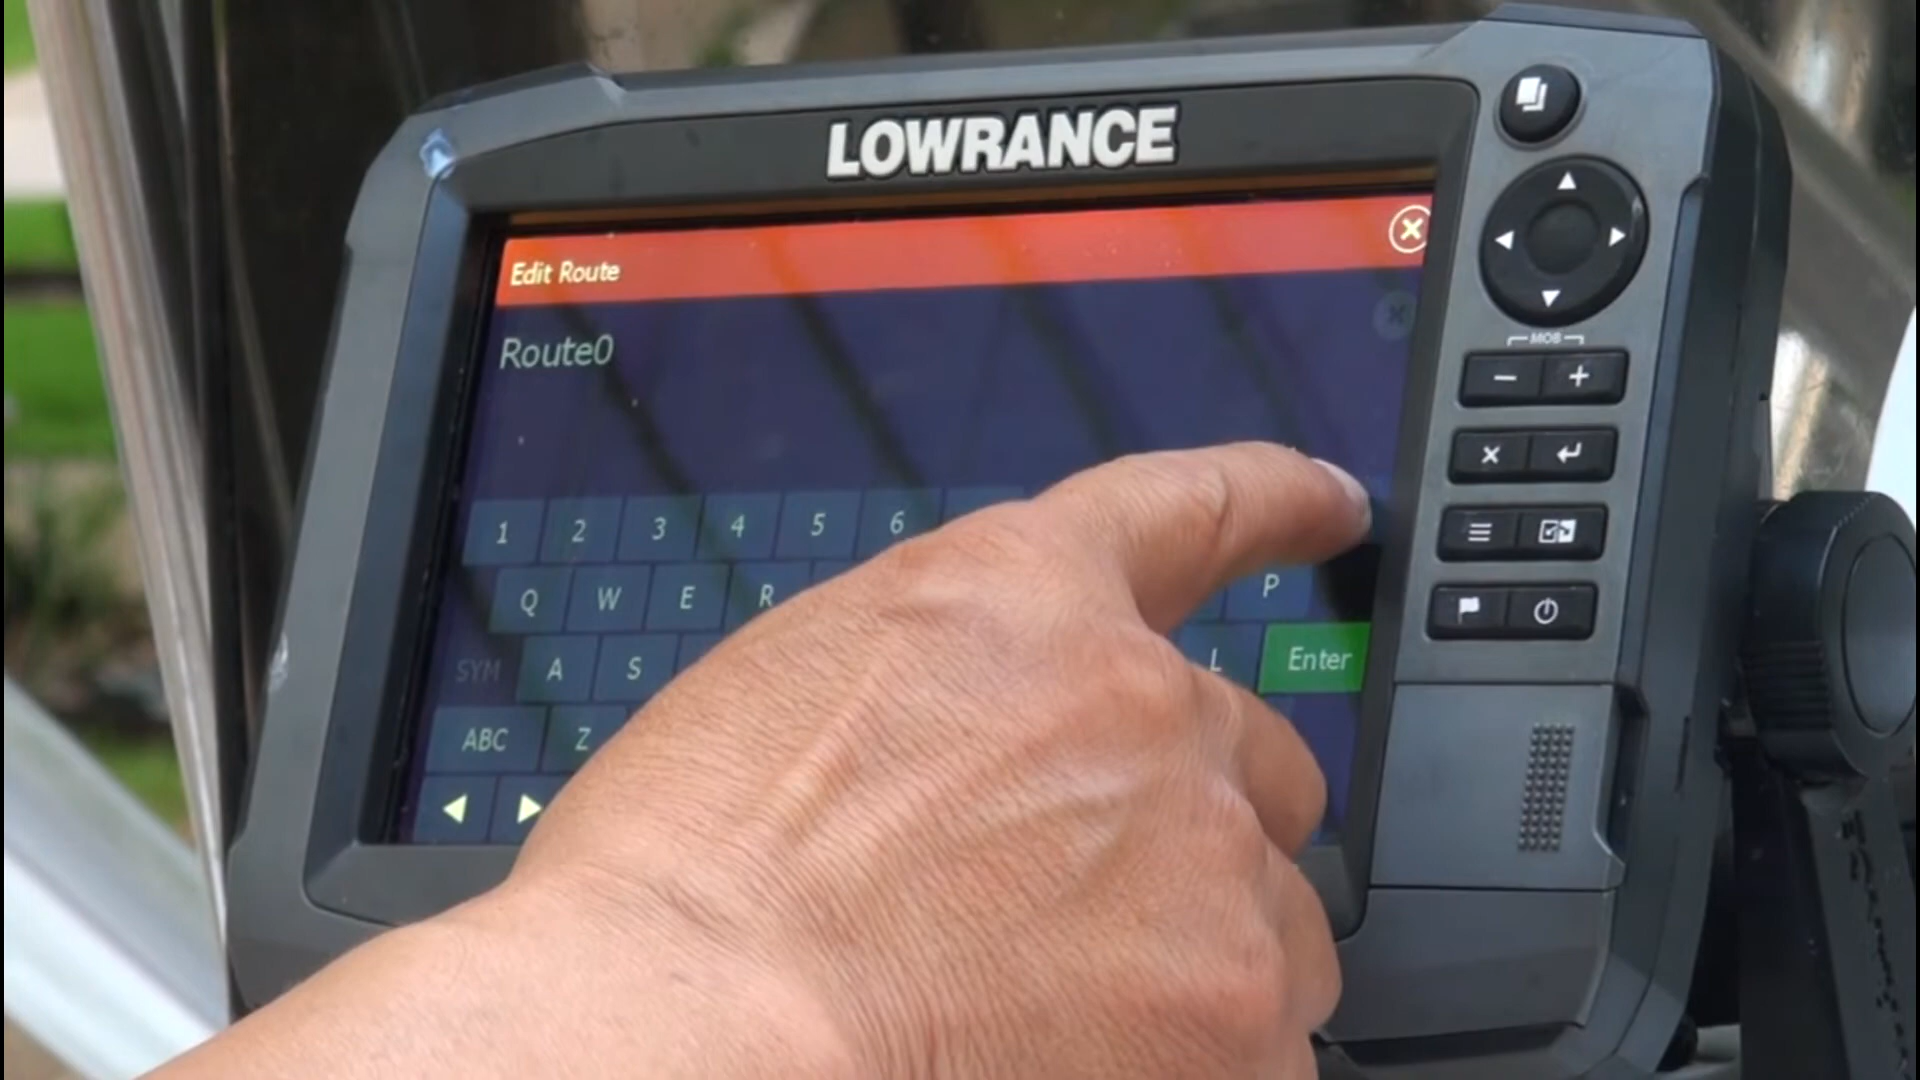 LOWRANCE
Edit Route
Route0
MOB
1 2 3 4 5 6
Q W E R P
SYM A S L Enter
ABC Z